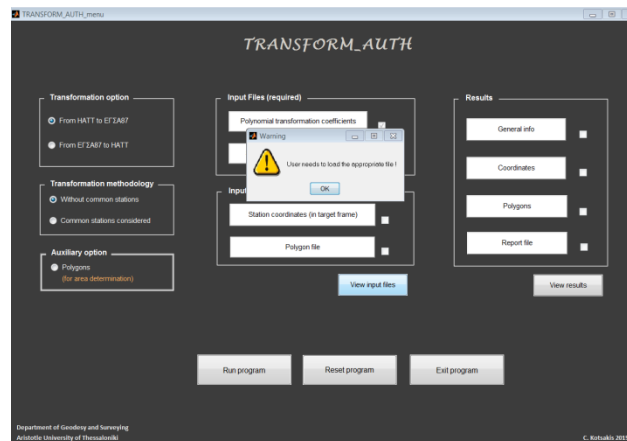 TRANSFORM_AUTH_menu
TRANSFORM_AUTH
Transformation option
From HATT to ΕΓΣΑ87
From ΕΓΣΑ87 to HATT
Transformation methodology
Without common stations
Common stations considered
Auxiliary option
Polygons
(for area determination)
Input Files (required)
Polynomial transformation coefficients
Warning
User needs to load the appropriate file !
OK
Input
Station coordinates (in target frame)
Polygon file
View input files
Results
General info
Coordinates
Polygons
Report file
View results
Run program
Reset program
Exit program
Department of Geodesy and Surveying
Aristotle University of Thessaloniki
C. Kotsakis